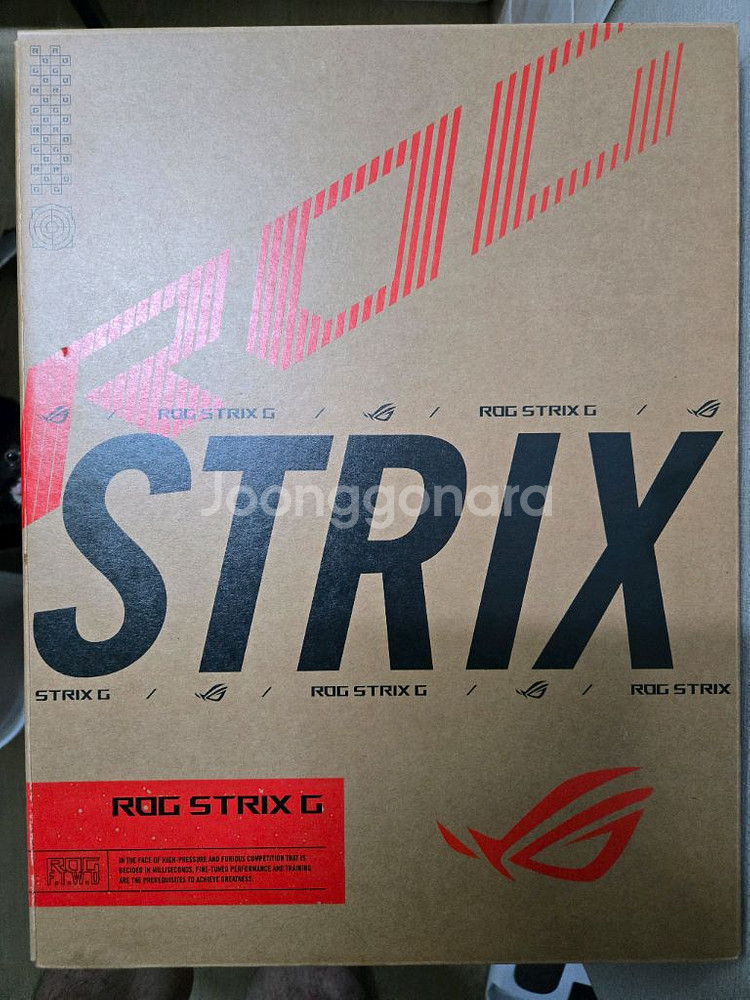 ROG
ROG STRIX G / / ROG STRIX G /
STRIX
Joonggonara
STRIX G / / ROG STRIX G / / ROG STRIX
ROG STRIX G
ROG
F.T.W.D
IN THE FACE OF HIGH-PRESSURE AND FURIOUS COMPETITION THAT IS
DECIDED IN MILLISECONDS, FINE-TUNED PERFORMANCE AND TRAINING
ARE THE PREREQUISITES TO ACHIEVE GREATNESS